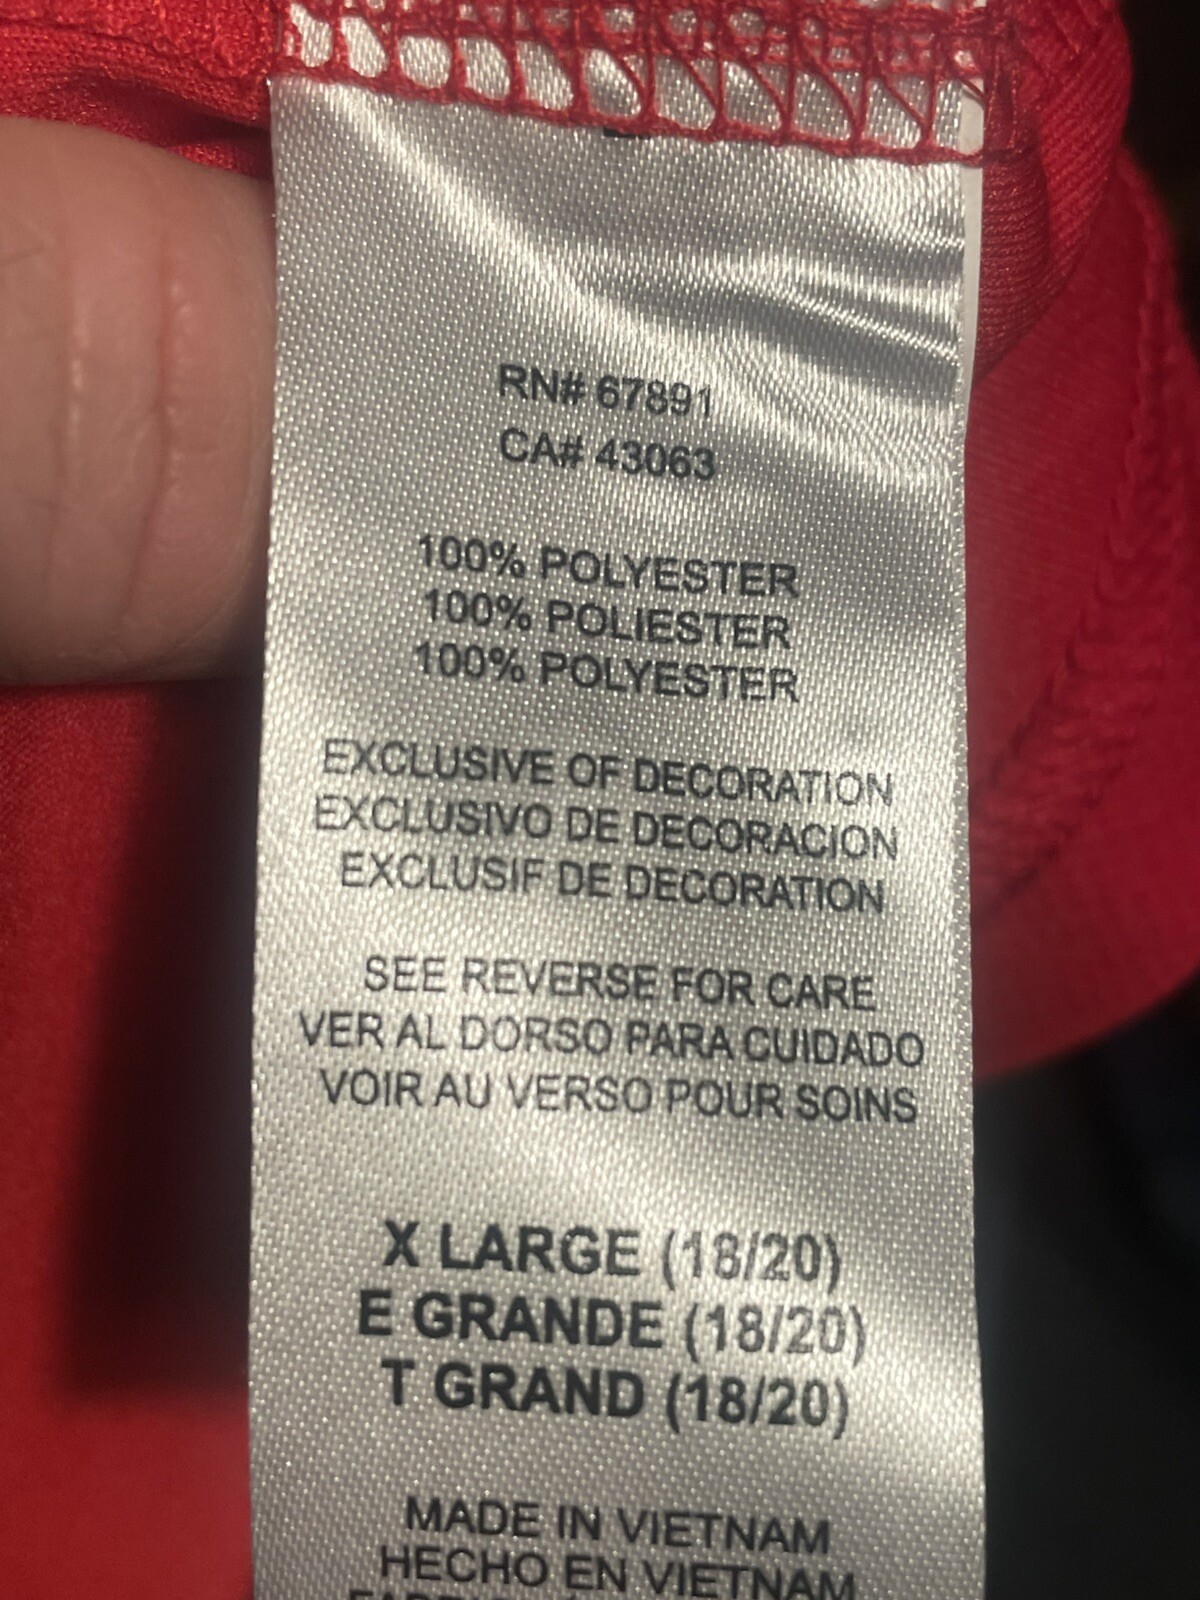 RN# 67891
CA# 43063
100% POLYESTER
100% POLIESTER
100% POLYESTER
EXCLUSIVE OF DECORATION
EXCLUSIVO DE DECORACION
EXCLUSIF DE DECORATION
SEE REVERSE FOR CARE
VER AL DORSO PARA CUIDADO
VOIR AU VERSO POUR SOINS
X LARGE (18/20)
E GRANDE (18/20)
T GRAND (18/20)
MADE IN VIETNAM
HECHO EN VIETNAM